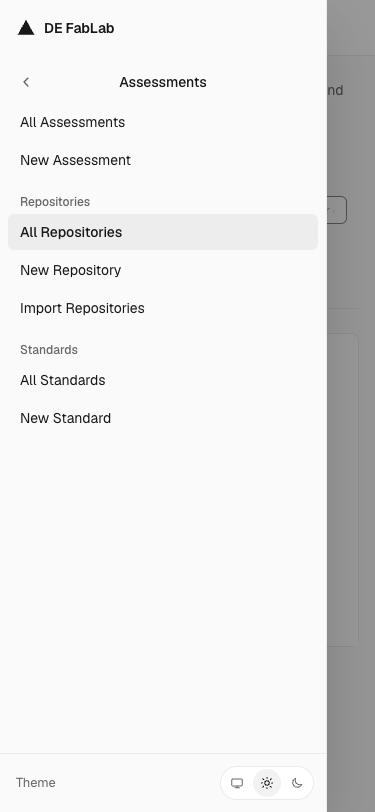 DE FabLab
Assessments
All Assessments
New Assessment
Repositories
All Repositories
New Repository
Import Repositories
Standards
All Standards
New Standard
Theme